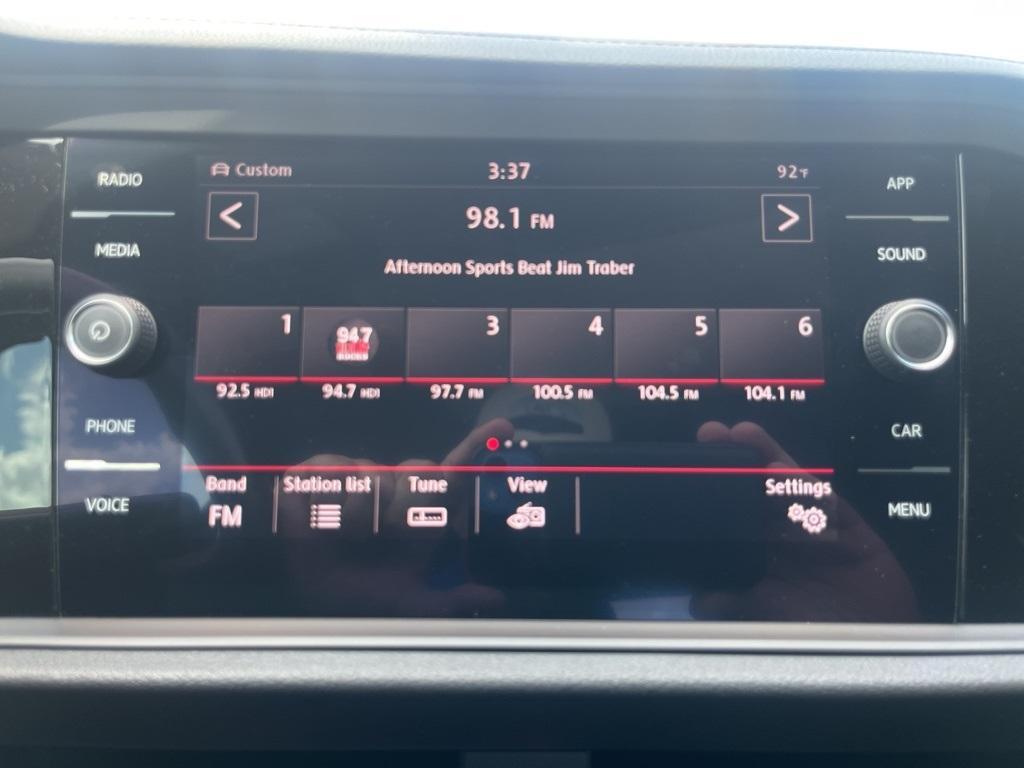 RADIO
MEDIA
PHONE
VOICE
Custom
3:37
92°F
98.1 FM
Afternoon Sports Beat Jim Traber
1
94.7
3
4
5
6
92.5 HD1
94.7 HD1
97.7 FM
100.5 FM
104.5 FM
104.1 FM
Band
FM
Station list
Tune
View
Settings
APP
SOUND
CAR
MENU